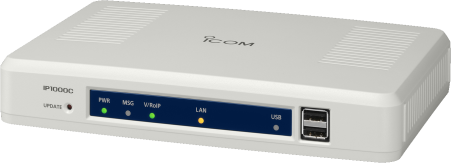 ICOM
IP1000C
UPDATE
PWR MSG V/RoIP LAN USB